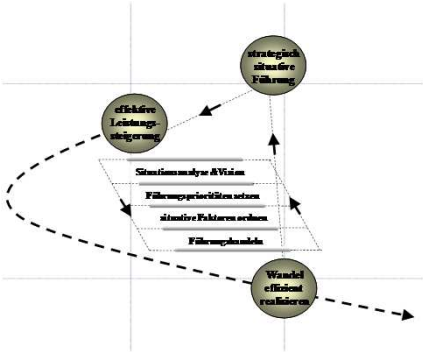 strategisch
situative
Führung
effektive
Leistungs-
steigerung
Situationsanalyse & Vision
Führungsprioritäten setzen
situative Faktoren ordnen
Führungshandeln
Wandel
effizient
realisieren